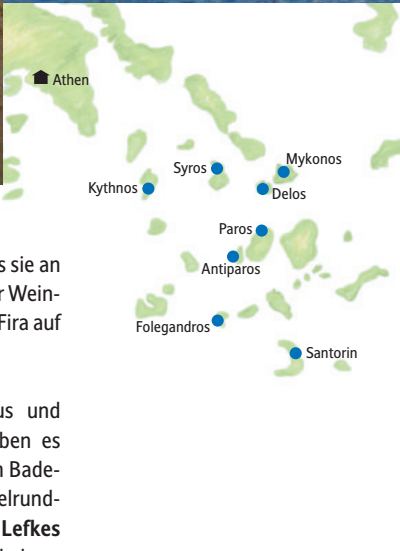 Athen
Mykonos
Syros
Kythnos
Delos
Paros
Antiparos
Folegandros
Santorin
s sie an
r Wein-
Fira auf
us und
ben es
n Bade-
elrund-
Lefkes